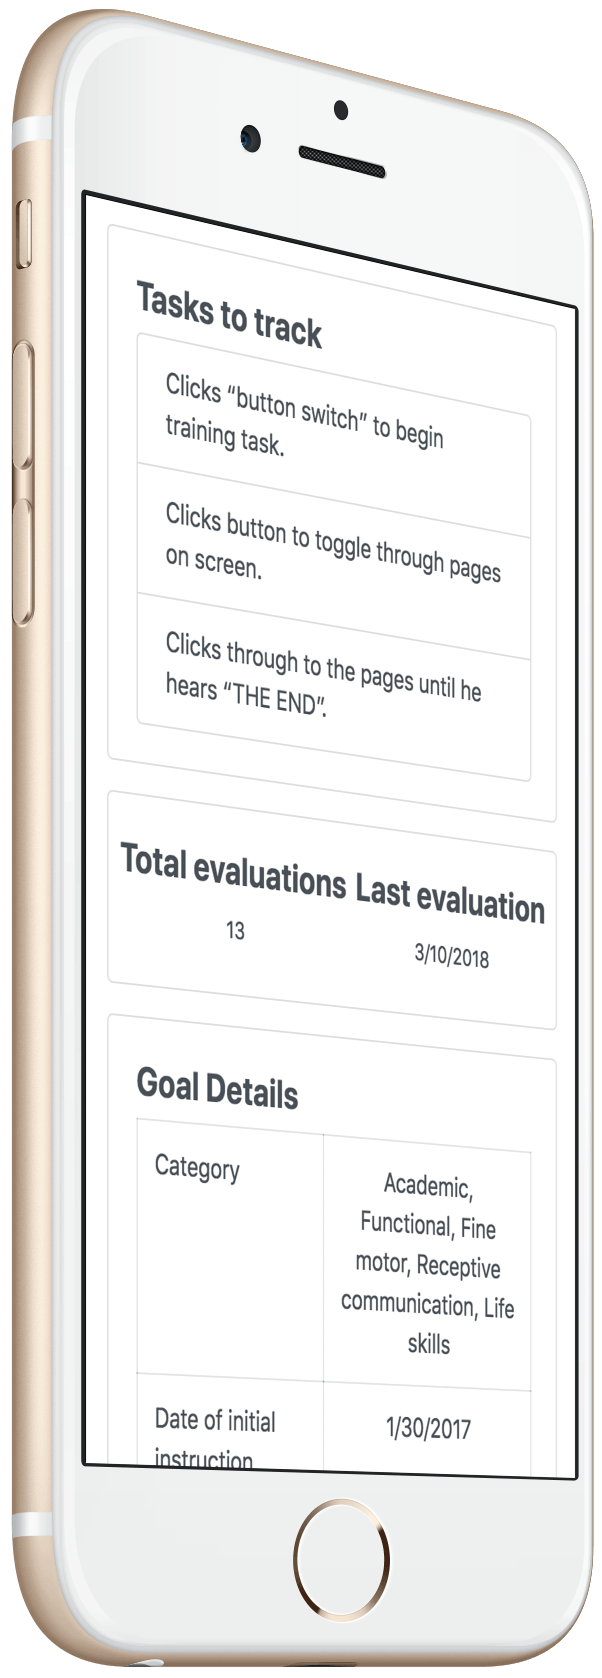 Tasks to track
Clicks “button switch” to begin
training task.
Clicks button to toggle through pages
on screen.
Clicks through to the pages until he
hears “THE END”.
Total evaluations Last evaluation
13 3/10/2018
Goal Details
Category
Academic,
Functional, Fine
motor, Receptive
communication, Life
skills
Date of initial
instruction
1/30/2017